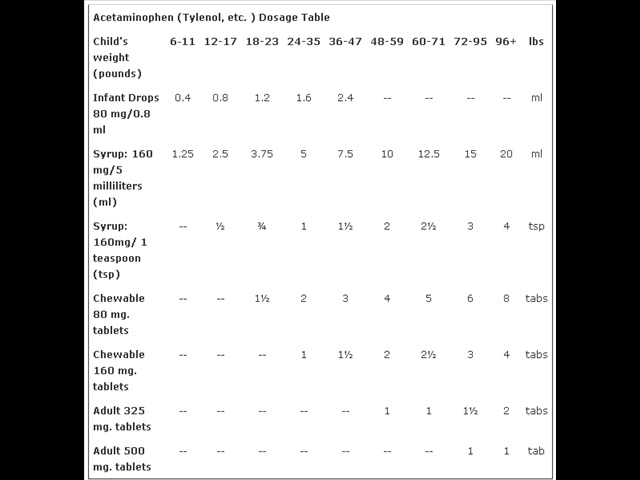 Acetaminophen (Tylenol, etc. ) Dosage Table
Child's weight (pounds) 6-11 12-17 18-23 24-35 36-47 48-59 60-71 72-95 96+ lbs
Infant Drops 80 mg/0.8 ml 0.4 0.8 1.2 1.6 2.4 -- -- -- -- ml
Syrup: 160 mg/5 milliliters (ml) 1.25 2.5 3.75 5 7.5 10 12.5 15 20 ml
Syrup: 160mg/ 1 teaspoon (tsp) -- ½ ¾ 1 1½ 2 2½ 3 4 tsp
Chewable 80 mg. tablets -- -- 1½ 2 3 4 5 6 8 tabs
Chewable 160 mg. tablets -- -- -- 1 1½ 2 2½ 3 4 tabs
Adult 325 mg. tablets -- -- -- -- -- 1 1 1½ 2 tabs
Adult 500 mg. tablets -- -- -- -- -- -- -- 1 1 tab